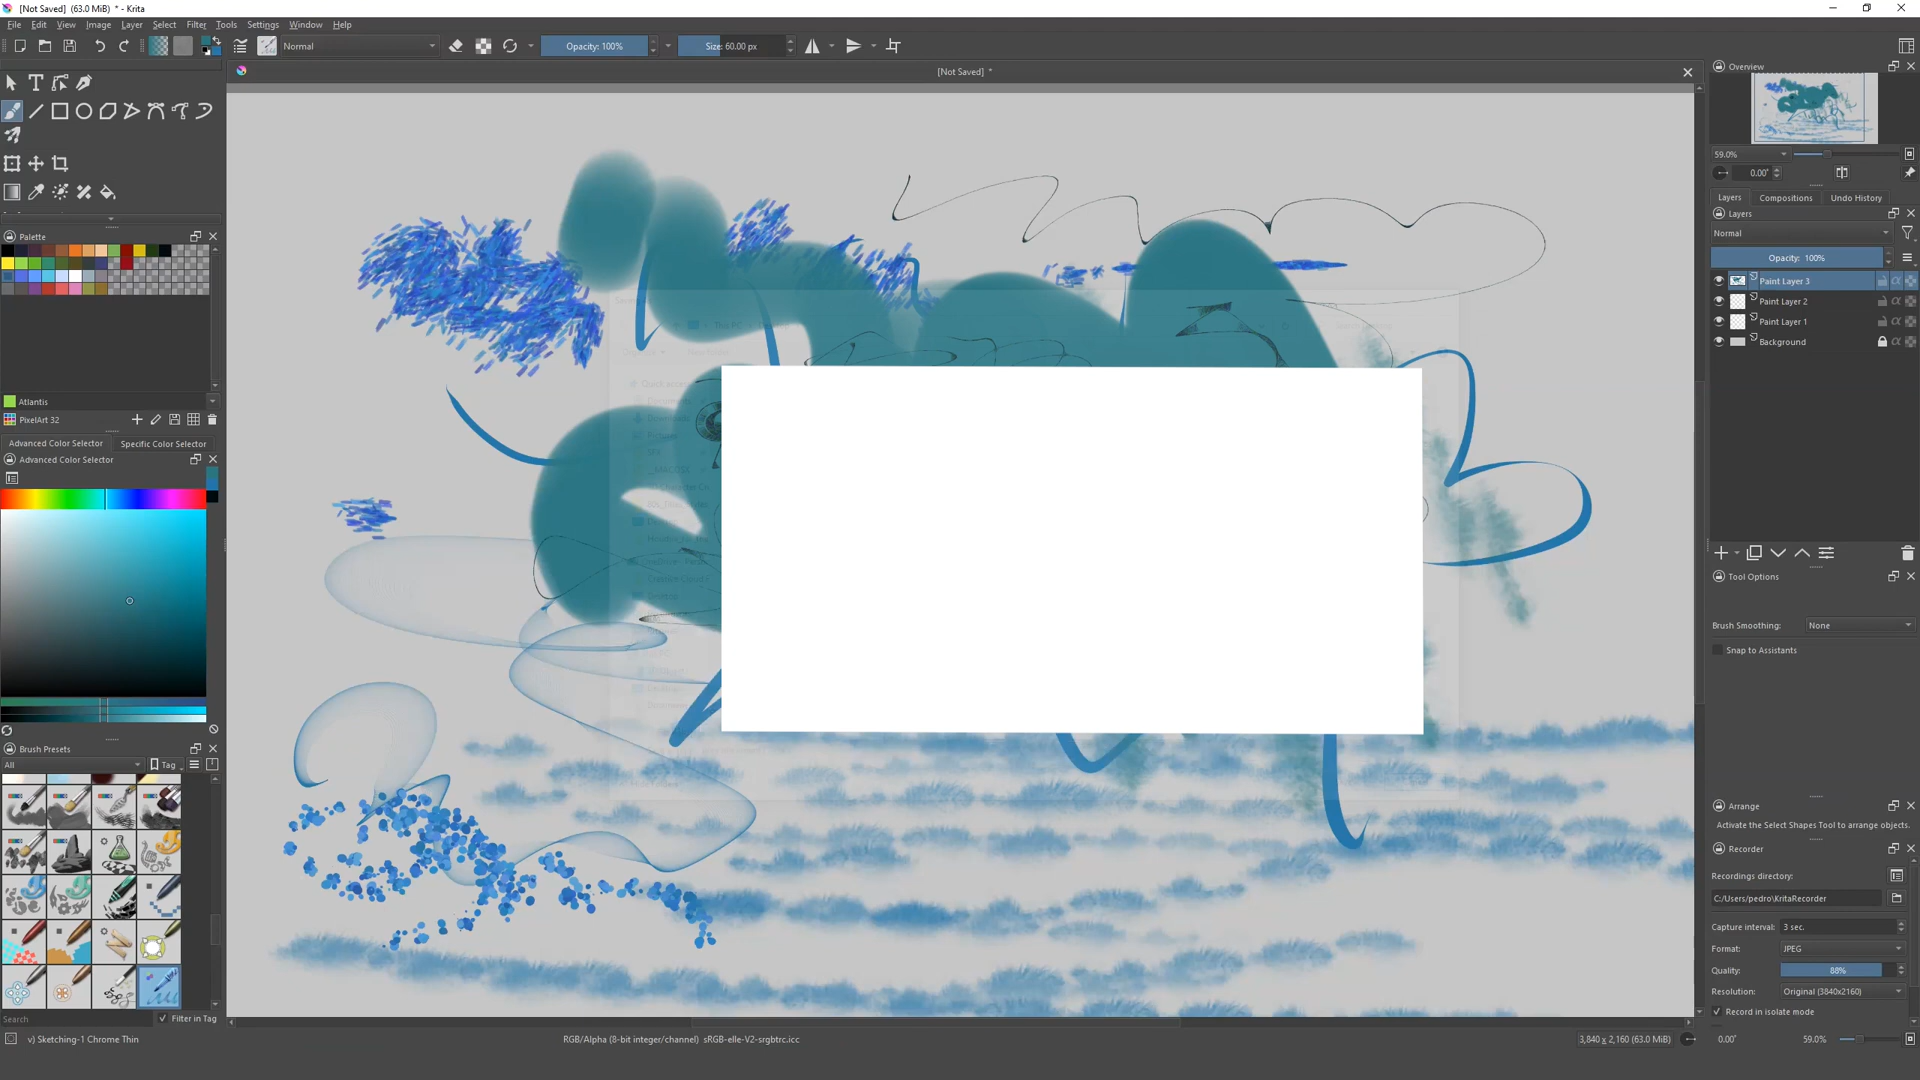 [Not Saved] (63.0 MiB) * - Krita
File Edit View Image Layer Select Filter Tools Settings Window Help
Normal
Opacity: 100%
Size: 60.00 px
[Not Saved] *
Overview
59.0%
0.00°
Layers Compositions Undo History
Layers
Normal
Opacity: 100%
Paint Layer 3
Paint Layer 2
Paint Layer 1
Background
Tool Options
Brush Smoothing: None
Snap to Assistants
Arrange
Activate the Select Shapes Tool to arrange objects.
Recorder
Recordings directory:
C:/Users/pedro\KritaRecorder
Capture interval: 3 sec.
Format: JPEG
Quality: 88%
Resolution: Original (3840x2160)
Record in isolate mode
Palette
Atlantis
PixelArt 32
Advanced Color Selector Specific Color Selector
Advanced Color Selector
Brush Presets
All
Tag
Search
Filter in Tag
v) Sketching-1 Chrome Thin
RGB/Alpha (8-bit integer/channel) sRGB-elle-V2-srgbtrc.icc
3,840 x 2,160 (63.0 MiB)
0.00°
59.0%